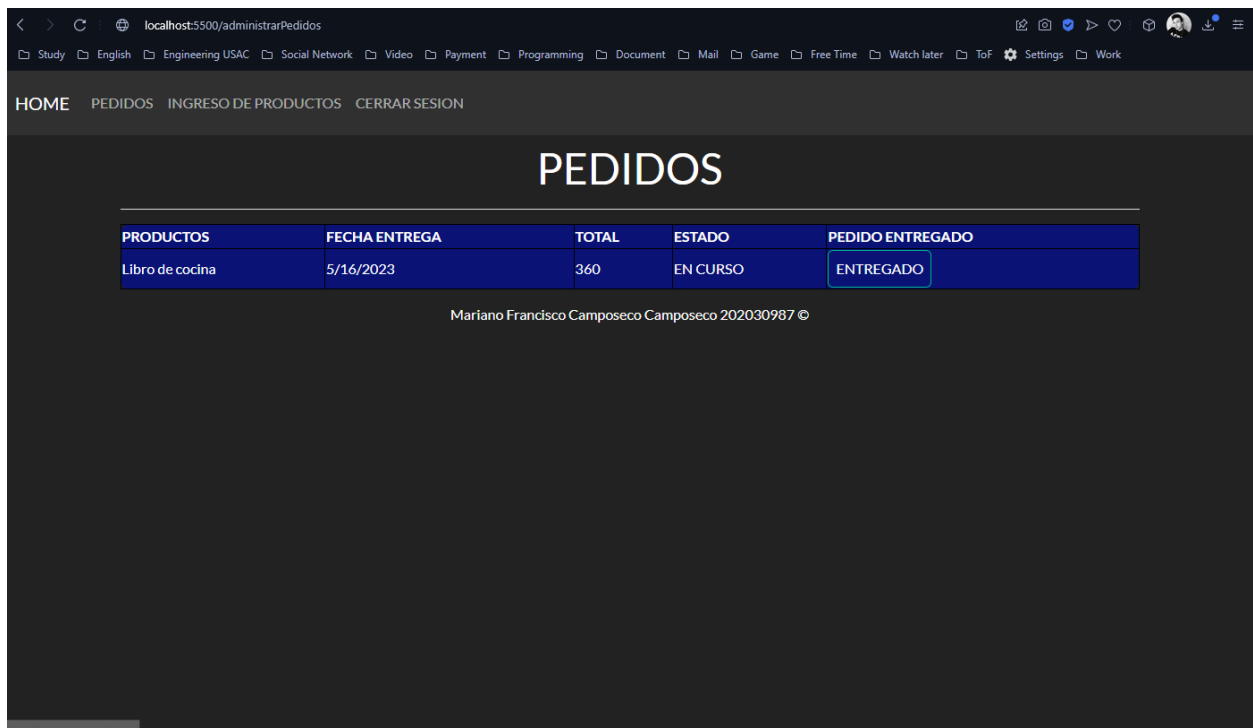 localhost:5500/administrarPedidos
Study English Engineering USAC Social Network Video Payment Programming Document Mail Game Free Time Watch later ToF Settings Work
HOME PEDIDOS INGRESO DE PRODUCTOS CERRAR SESION
PEDIDOS
PRODUCTOS FECHA ENTREGA TOTAL ESTADO PEDIDO ENTREGADO
Libro de cocina 5/16/2023 360 EN CURSO ENTREGADO
Mariano Francisco Camposeco Camposeco 202030987 ©